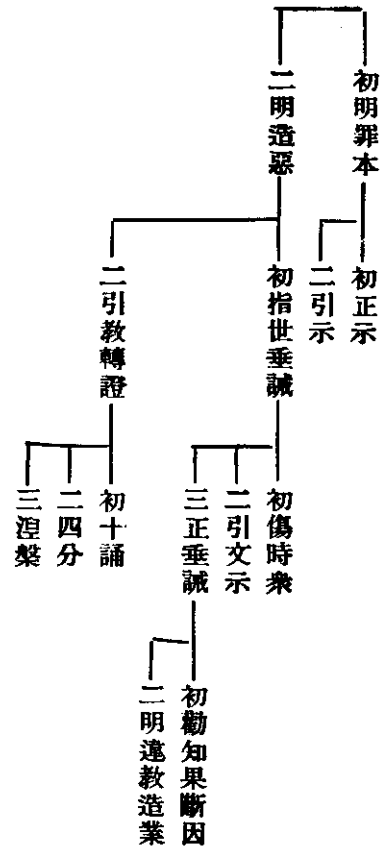 初明罪本
初正示
二引示
二明造惡
初指世垂誡
初傷時衆
二引文示
三正垂誡
初勸知果斷因
二明違教造業
二引教轉證
初十誦
二四分
三涅槃